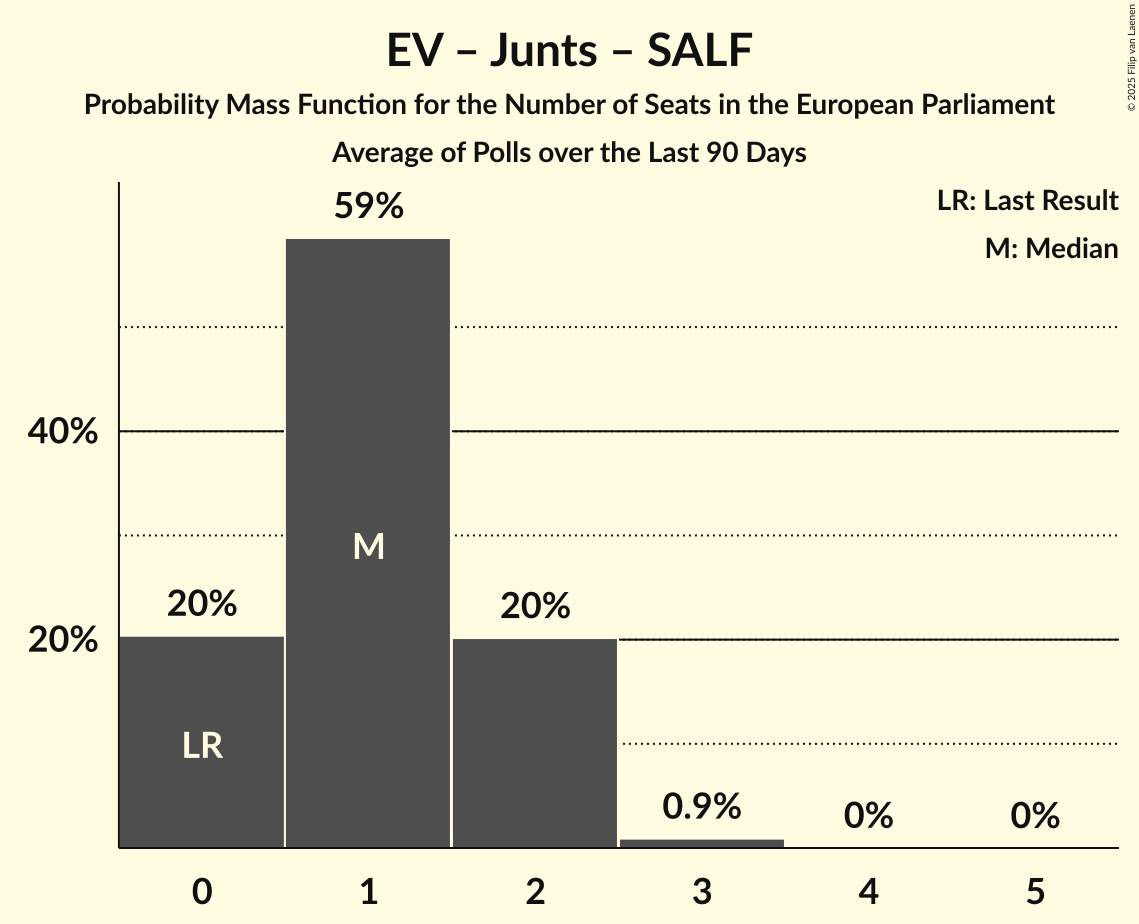 EV – Junts – SALF
Probability Mass Function for the Number of Seats in the European Parliament
Average of Polls over the Last 90 Days
© 2025 Filip van Laenen
LR: Last Result
M: Median
59%
40%
M
20%
20%
20%
LR
0.9%
0%
0%
0 1 2 3 4 5